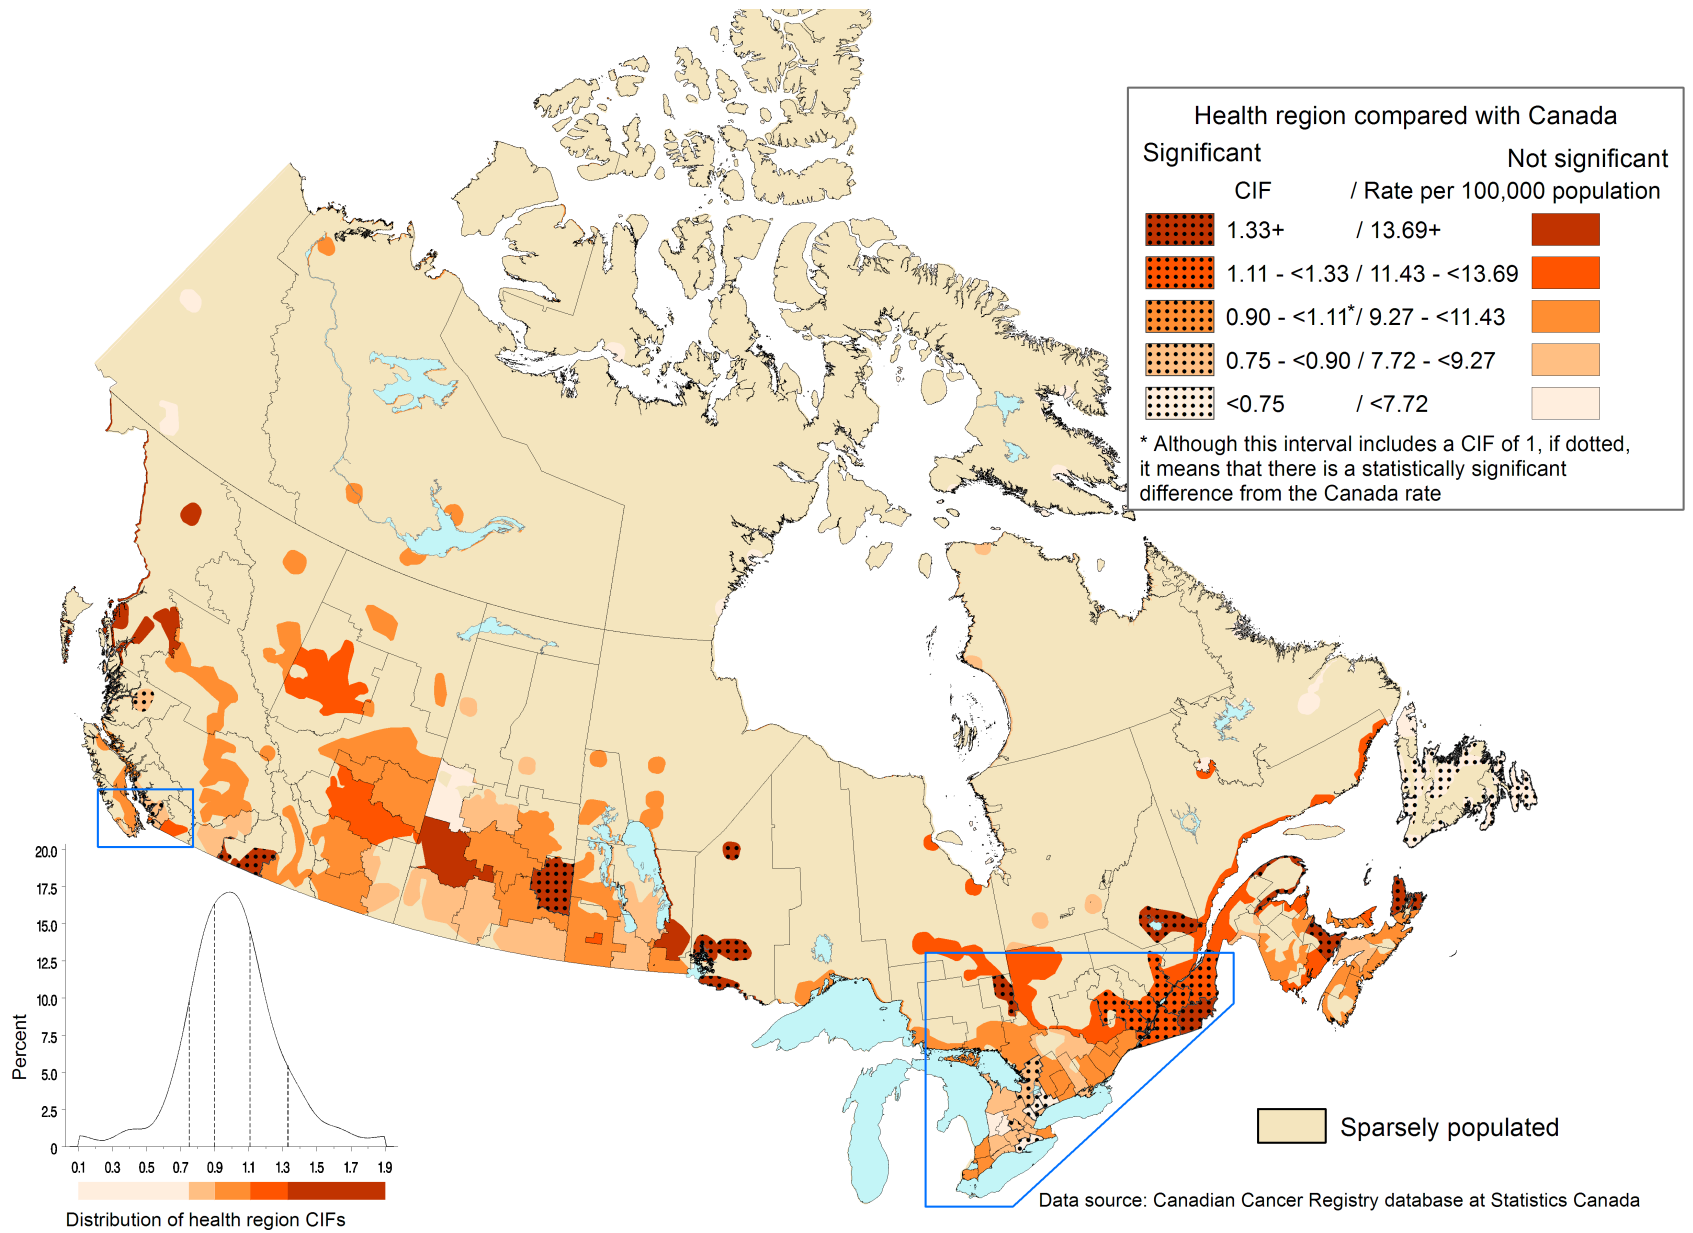 Health region compared with Canada
Significant
Not significant
CIF / Rate per 100,000 population
1.33+ / 13.69+
1.11 - <1.33 / 11.43 - <13.69
0.90 - <1.11* / 9.27 - <11.43
0.75 - <0.90 / 7.72 - <9.27
<0.75 / <7.72
* Although this interval includes a CIF of 1, if dotted,
it means that there is a statistically significant
difference from the Canada rate
20.0
17.5
15.0
12.5
10.0
7.5
5.0
2.5
0
Percent
0.1 0.3 0.5 0.7 0.9 1.1 1.3 1.5 1.7 1.9
Distribution of health region CIFs
Sparsely populated
Data source: Canadian Cancer Registry database at Statistics Canada